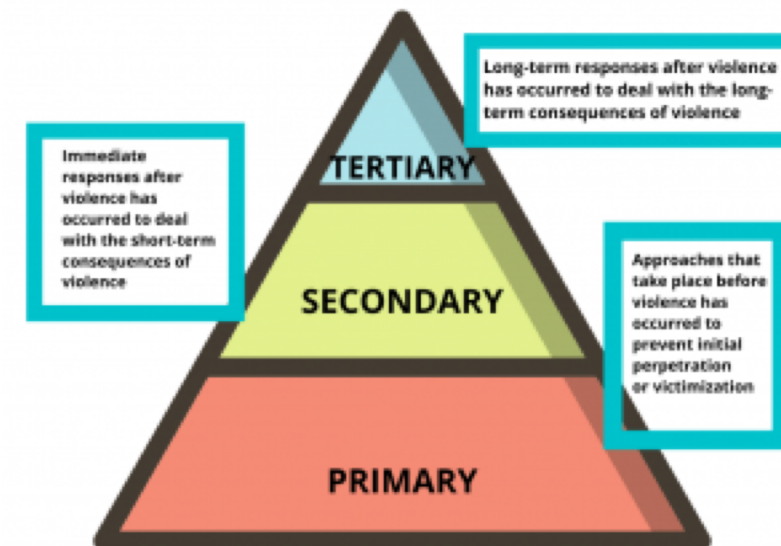 Long-term responses after violence
has occurred to deal with the long-
term consequences of violence
Immediate
responses after
violence has
occurred to deal
with the short-term
consequences of
violence
TERTIARY
SECONDARY
Approaches that
take place before
violence has
occurred to
prevent initial
perpetration
or victimization
PRIMARY